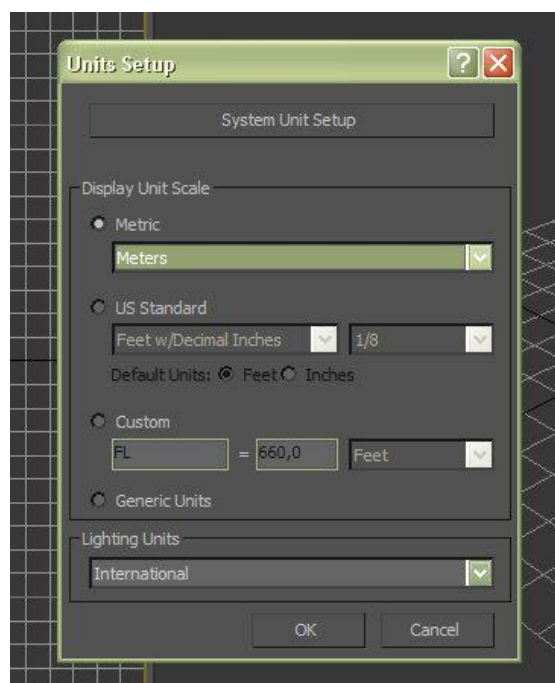 Units Setup
System Unit Setup
Display Unit Scale
Metric
Meters
US Standard
Feet w/Decimal Inches 1/8
Default Units: Feet Inches
Custom
FL = 660,0 Feet
Generic Units
Lighting Units
International
OK Cancel